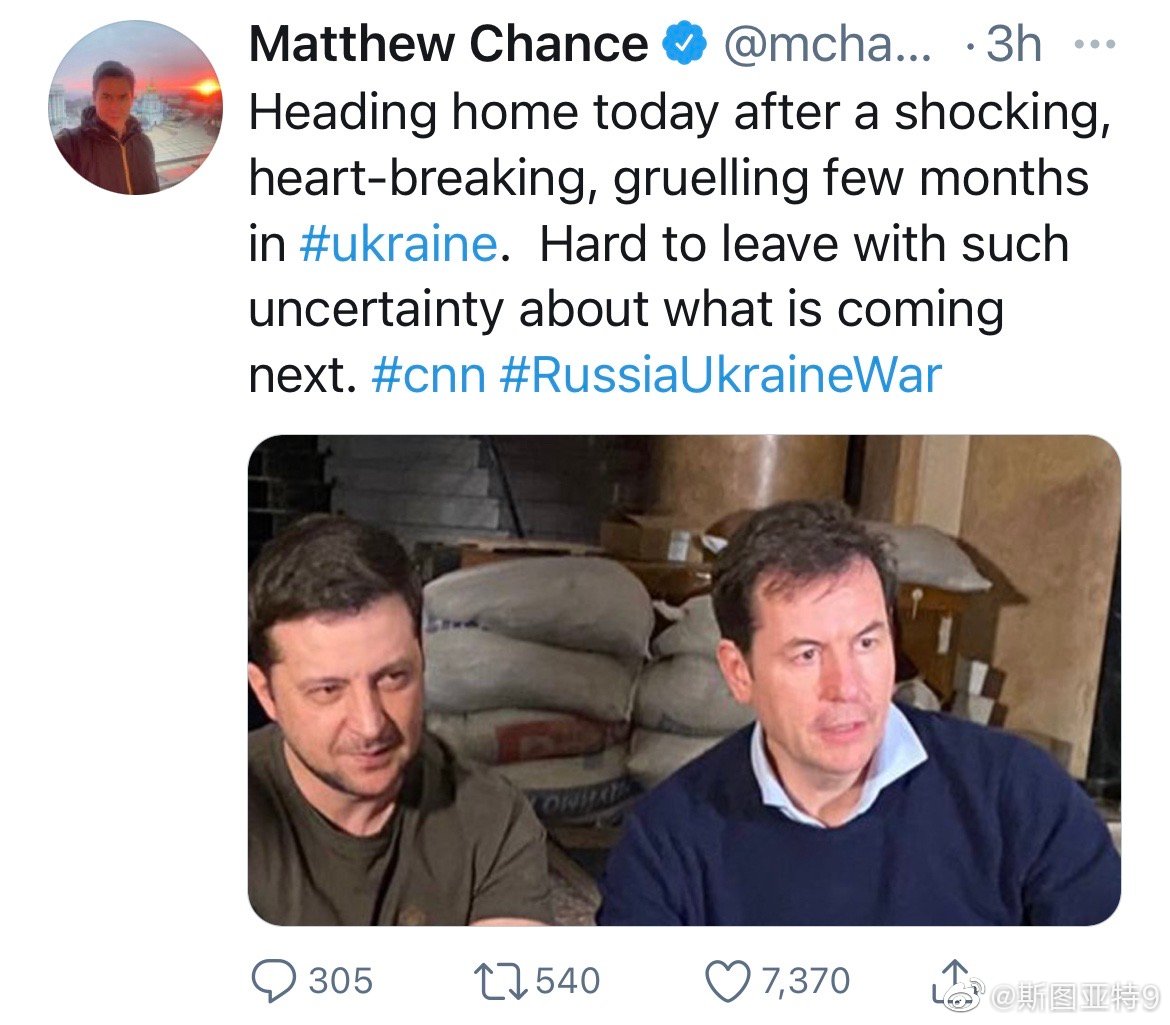 Matthew Chance @mcha... · 3h
Heading home today after a shocking,
heart-breaking, gruelling few months
in #ukraine.  Hard to leave with such
uncertainty about what is coming
next. #cnn #RussiaUkraineWar
305 540 7,370
@斯图亚特9